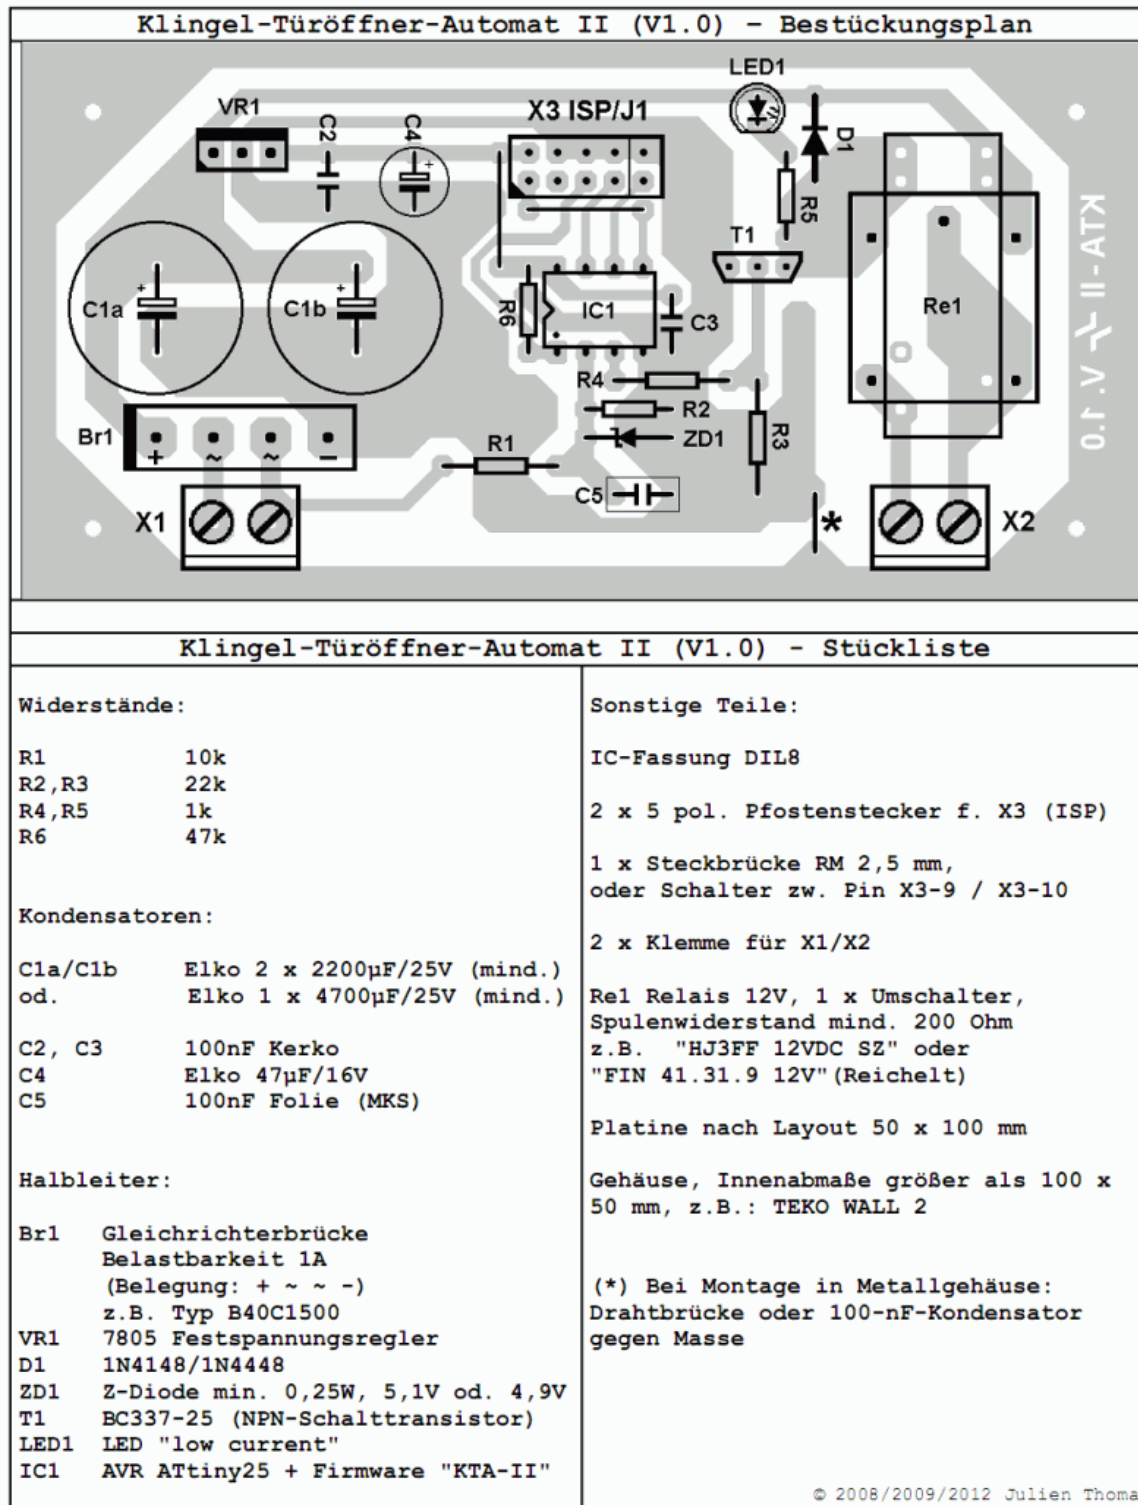 Klingel-Türöffner-Automat II (V1.0) – Bestückungsplan
LED1
VR1
C2
C4
X3 ISP/J1
D1
R5
T1
KTA-II V. 1.0
C1a
+
C1b
+
+
R6
IC1
C3
Re1
R4
R2
Br1
+ ~ ~ –
R1
ZD1
R3
C5
X1
*
X2
Klingel-Türöffner-Automat II (V1.0) - Stückliste
Widerstände:
R1 10k
R2,R3 22k
R4,R5 1k
R6 47k
Kondensatoren:
C1a/C1b Elko 2 x 2200µF/25V (mind.)
od. Elko 1 x 4700µF/25V (mind.)
C2, C3 100nF Kerko
C4 Elko 47µF/16V
C5 100nF Folie (MKS)
Halbleiter:
Br1 Gleichrichterbrücke
Belastbarkeit 1A
(Belegung: + ~ ~ -)
z.B. Typ B40C1500
VR1 7805 Festspannungsregler
D1 1N4148/1N4448
ZD1 Z-Diode min. 0,25W, 5,1V od. 4,9V
T1 BC337-25 (NPN-Schalttransistor)
LED1 LED "low current"
IC1 AVR ATtiny25 + Firmware "KTA-II"
Sonstige Teile:
IC-Fassung DIL8
2 x 5 pol. Pfostenstecker f. X3 (ISP)
1 x Steckbrücke RM 2,5 mm,
oder Schalter zw. Pin X3-9 / X3-10
2 x Klemme für X1/X2
Re1 Relais 12V, 1 x Umschalter,
Spulenwiderstand mind. 200 Ohm
z.B. "HJ3FF 12VDC SZ" oder
"FIN 41.31.9 12V"(Reichelt)
Platine nach Layout 50 x 100 mm
Gehäuse, Innenabmaße größer als 100 x
50 mm, z.B.: TEKO WALL 2
(*) Bei Montage in Metallgehäuse:
Drahtbrücke oder 100-nF-Kondensator
gegen Masse
© 2008/2009/2012 Julien Thoma